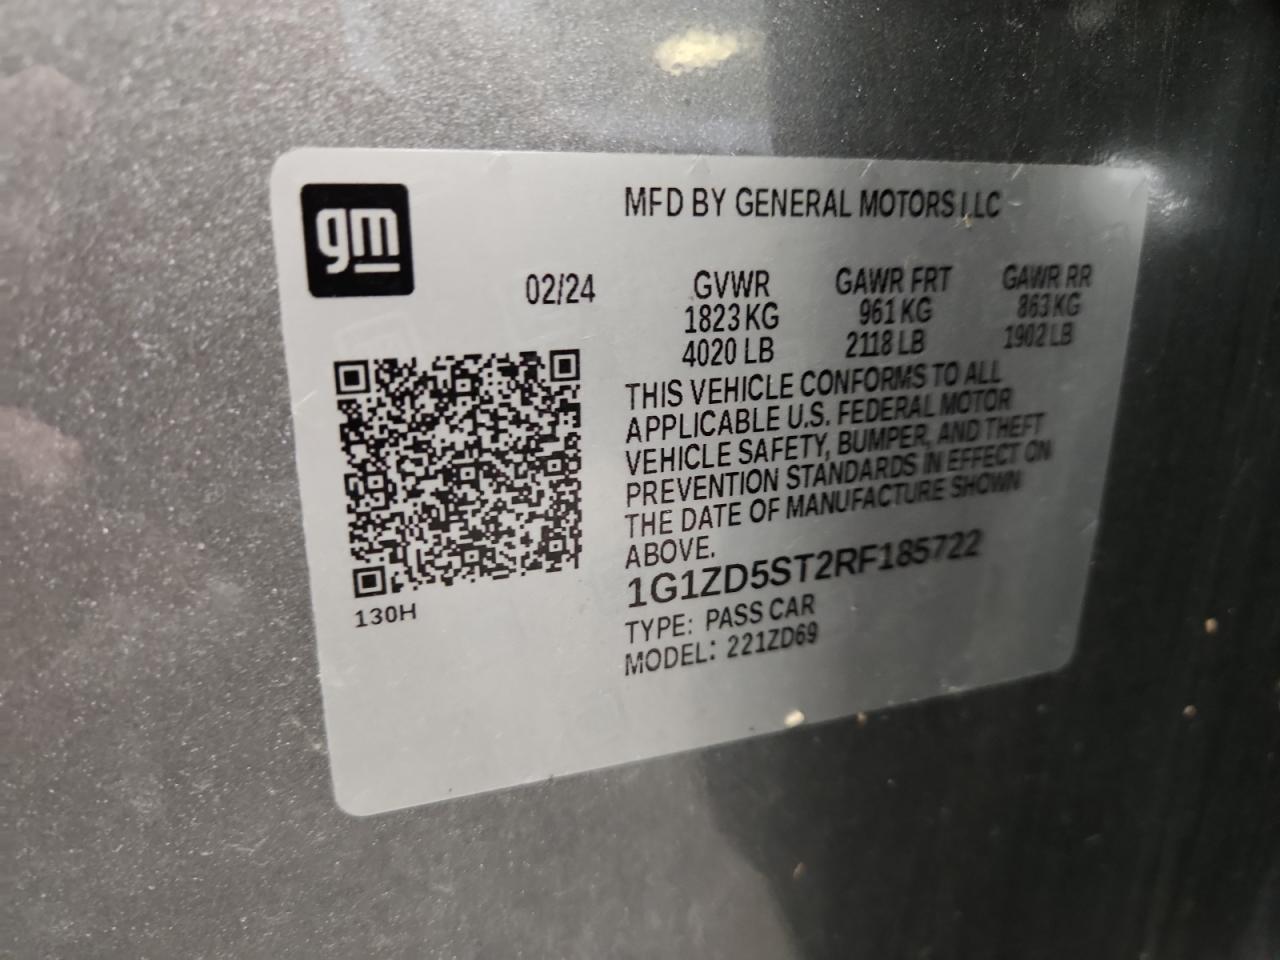 gm
MFD BY GENERAL MOTORS LLC
02/24
GVWR GAWR FRT GAWR RR
1823 KG 961 KG 863 KG
4020 LB 2118 LB 1902 LB
THIS VEHICLE CONFORMS TO ALL
APPLICABLE U.S. FEDERAL MOTOR
VEHICLE SAFETY, BUMPER, AND THEFT
PREVENTION STANDARDS IN EFFECT ON
THE DATE OF MANUFACTURE SHOWN
ABOVE.
1G1ZD5ST2RF185722
TYPE: PASS CAR
MODEL: 221ZD69
130H